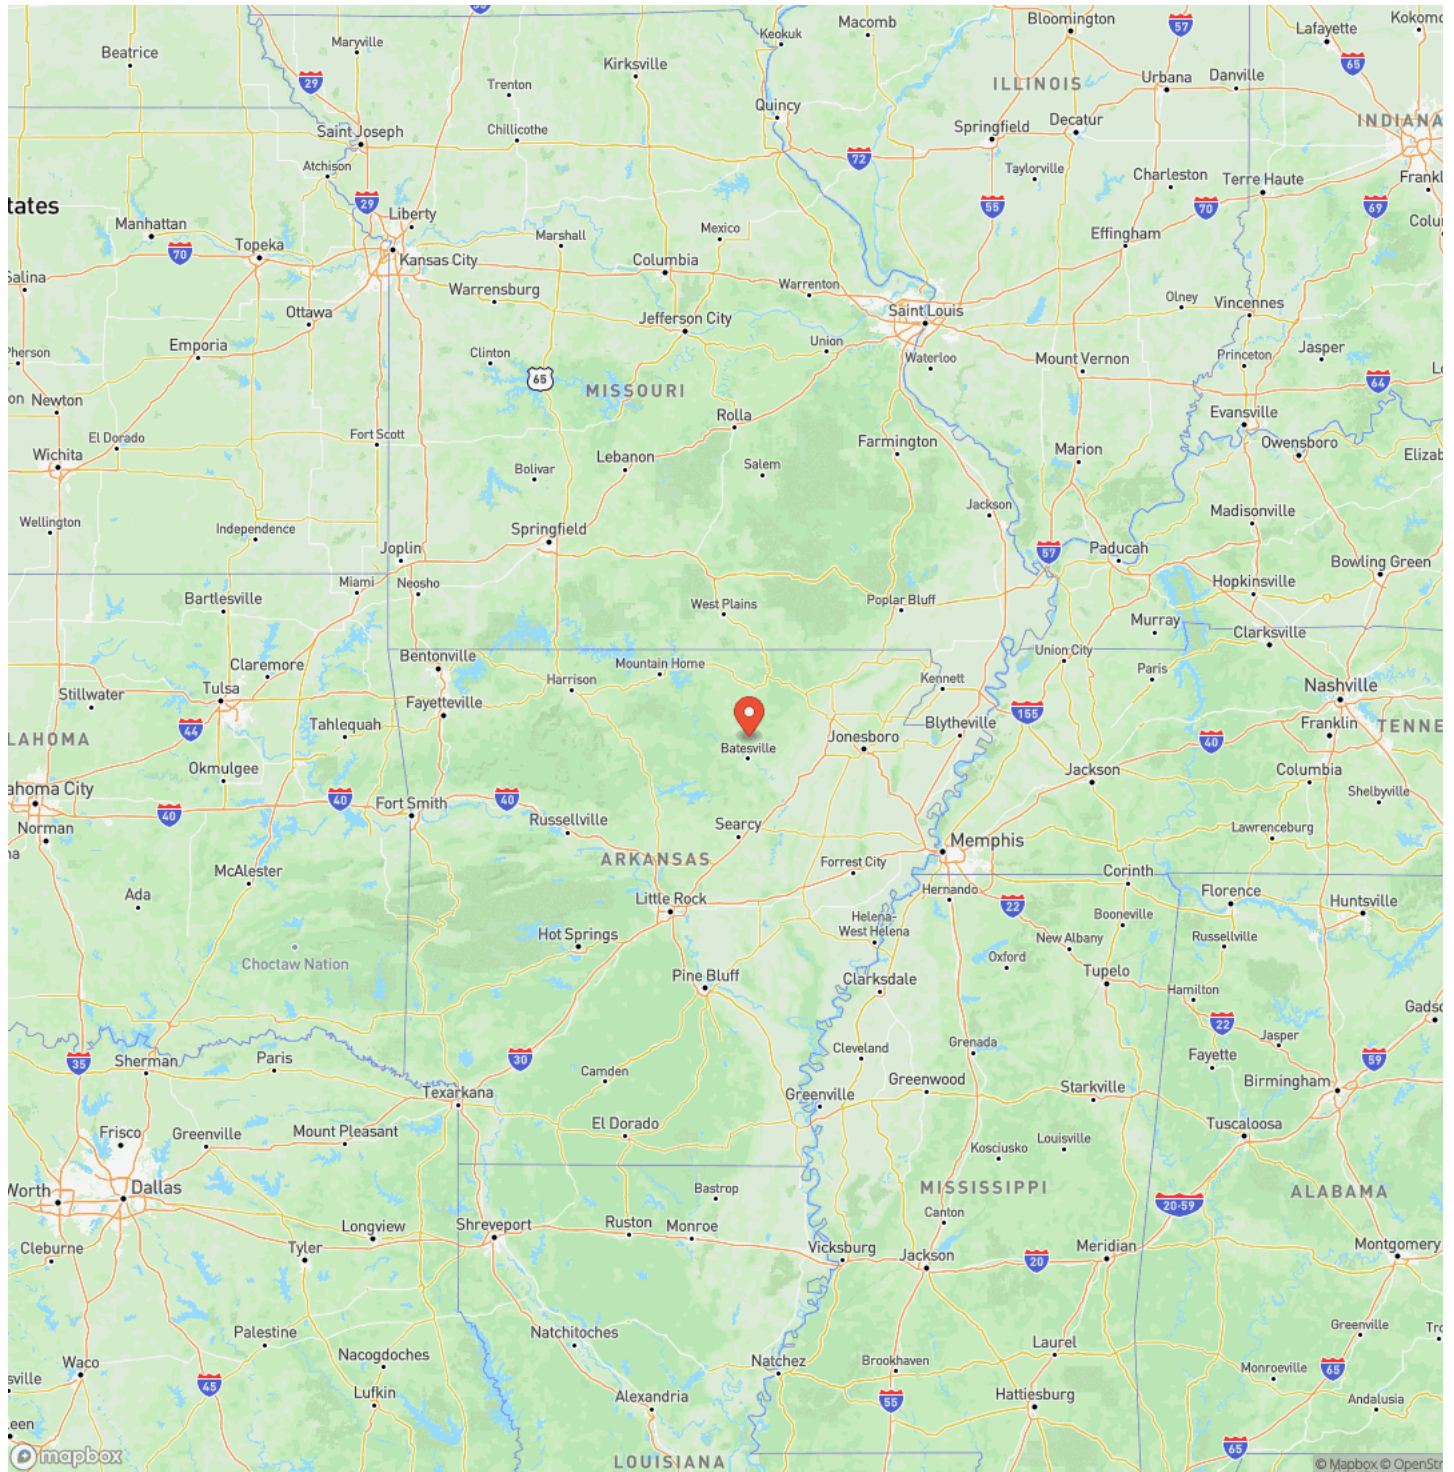 35
Macomb
Bloomington
57
Kokomo
Maryville
Keokuk
Lafayette
Beatrice
65
Kirksville
29
Trenton
ILLINOIS
Urbana
Danville
Quincy
Saint Joseph
Chillicothe
Springfield
Decatur
INDIANA
Atchison
72
Taylorville
Charleston
Terre Haute
Frankl
tates
29
Liberty
55
70
69
Manhattan
Topeka
Marshall
Mexico
Effingham
Colu
70
Kansas City
Columbia
Salina
Warrensburg
Warrenton
Olney
Vincennes
Ottawa
Jefferson City
Saint Louis
Emporia
Pherson
Clinton
Union
Waterloo
Mount Vernon
Princeton
Jasper
65
MISSOURI
64
on
Newton
Rolla
Evansville
El Dorado
Fort Scott
Farmington
Owensboro
Wichita
Lebanon
Salem
Marion
Elizab
Bolivar
Wellington
Independence
Springfield
Jackson
Madisonville
Joplin
57
Paducah
Bowling Green
Miami
Neosho
Hopkinsville
Bartlesville
West Plains
Poplar Bluff
Murray
Clarksville
Claremore
Bentonville
Mountain Home
Union City
Stillwater
Tulsa
Harrison
Kennett
Paris
Nashville
Fayetteville
155
44
Tahlequah
Blytheville
Franklin
LAHOMA
Batesville
Jonesboro
40
TENNE
Okmulgee
Jackson
Columbia
ahoma City
40
Fort Smith
40
Shelbyville
40
Russellville
Searcy
Norman
Memphis
Lawrenceburg
na
ARKANSAS
Forrest City
McAlester
Corinth
Ada
Little Rock
Hernando
Florence
Huntsville
22
Booneville
Helena-
West Helena
Hot Springs
New Albany
Russellville
Choctaw Nation
Oxford
Pine Bluff
Clarksdale
Tupelo
Hamilton
Gadsd
22
Cleveland
Grenada
Jasper
35
Sherman
Paris
30
Fayette
59
Camden
Greenwood
Starkville
Birmingham
Texarkana
Greenville
Frisco
Greenville
Mount Pleasant
El Dorado
Tuscaloosa
Kosciusko
Louisville
Worth
Dallas
Bastrop
MISSISSIPPI
ALABAMA
20-59
Canton
Longview
Shreveport
Ruston
Monroe
Cleburne
Tyler
Vicksburg
Jackson
20
Meridian
Montgomery
Palestine
Natchitoches
Laurel
Greenville
Tro
Waco
Nacogdoches
Natchez
Brookhaven
Monroeville
65
sville
45
Lufkin
Alexandria
55
Hattiesburg
Andalusia
leen
65
mapbox
LOUISIANA
© Mapbox © OpenStr